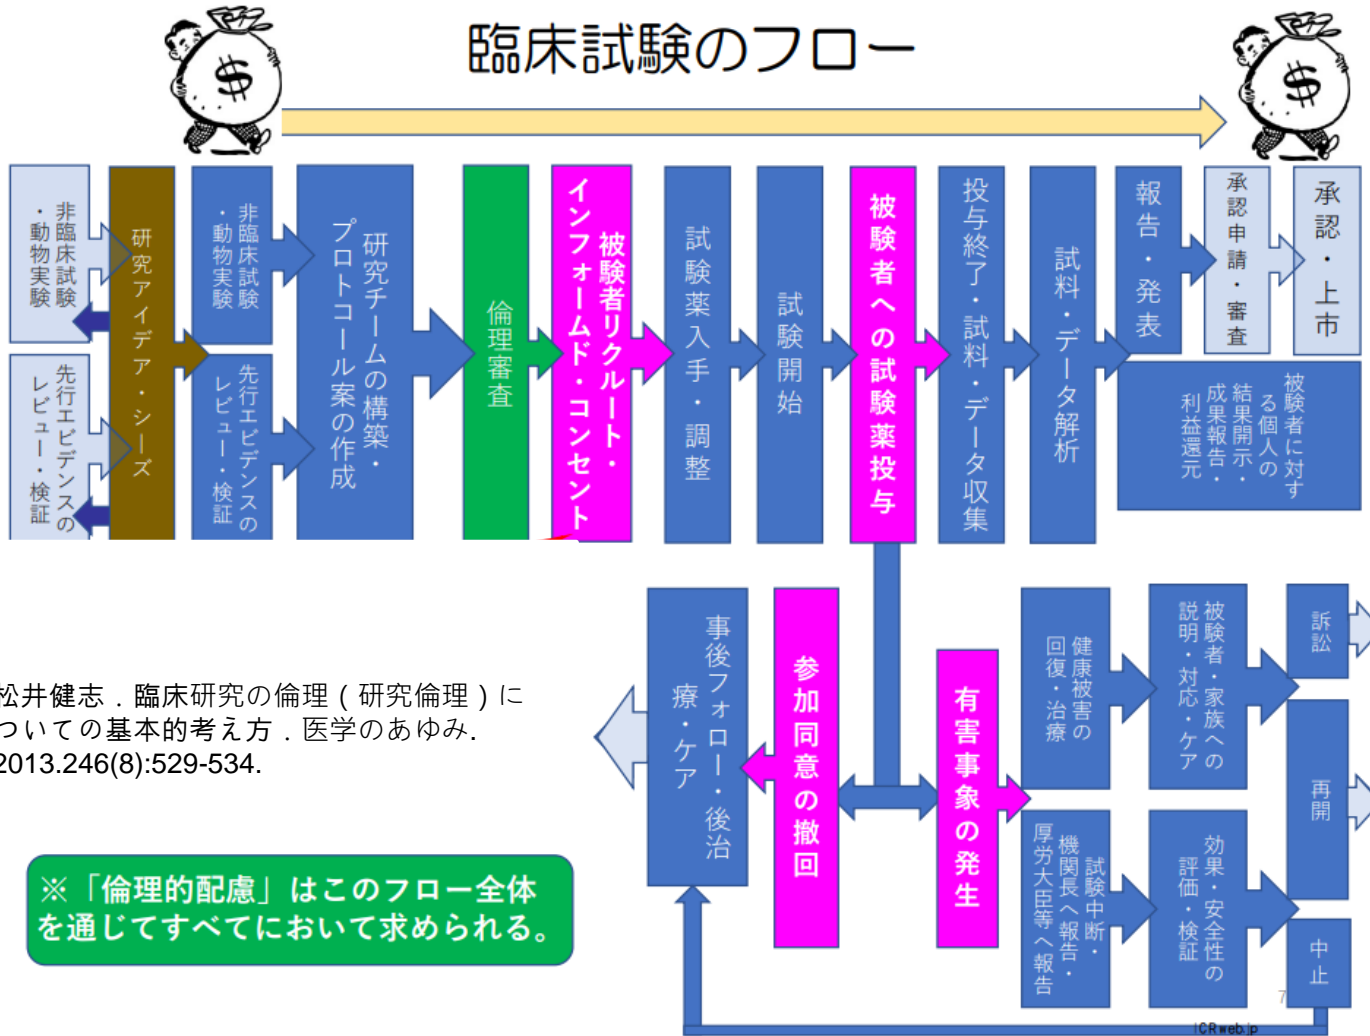 臨床試験のフロー
$
$
非臨床試験
・動物実験
先行エビデンスの
レビュー・検証
研究アイデア・シーズ
非臨床試験
・動物実験
先行エビデンスの
レビュー・検証
研究チームの構築・
プロトコール案の作成
倫理審査
被験者リクルート・
インフォームド・コンセント
試験薬入手・調整
試験開始
被験者への試験薬投与
投与終了・試料・データ収集
試料・データ解析
報告・発表
承認申請・審査
承認・上市
被験者に対す
る個人の
結果開示・
成果報告・
利益還元
事後フォロー・後治
療・ケア
参加同意の撤回
有害事象の発生
健康被害の
回復・治療
被験者・家族への
説明・対応・ケア
訴訟
再開
試験中断・
機関長へ報告・
厚労大臣等へ報告
効果・安全性の
評価・検証
中止
松井健志．臨床研究の倫理(研究倫理)に
ついての基本的考え方．医学のあゆみ.
2013.246(8):529-534.
※「倫理的配慮」はこのフロー全体
を通じてすべてにおいて求められる。
7
ICRweb.jp